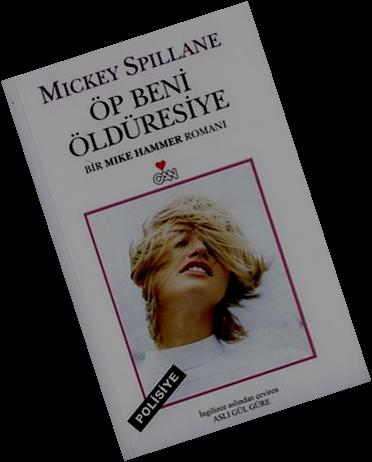 MICKEY SPILLANE
ÖP BENİ
ÖLDÜRESİYE
BİR MIKE HAMMER ROMANI
CAN
POLİSİYE
İngilizce aslından çeviren
ASLI GÜL GÜRE